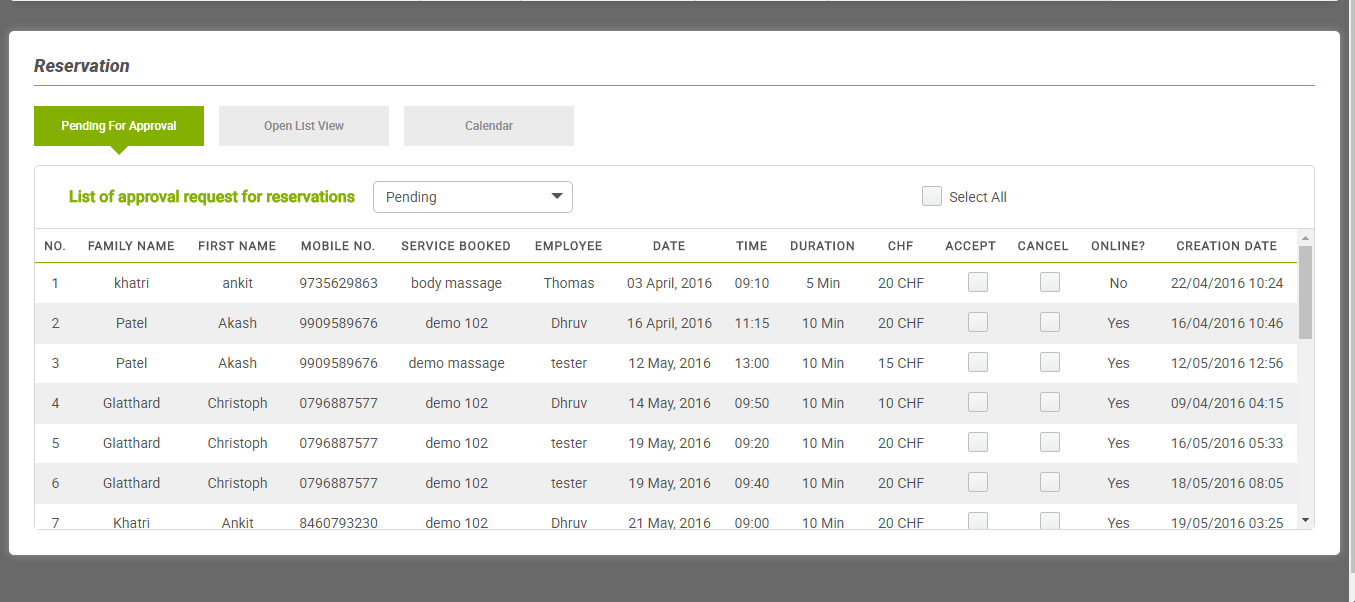 Reservation
Pending For Approval Open List View Calendar
List of approval request for reservations Pending Select All
NO. FAMILY NAME FIRST NAME MOBILE NO. SERVICE BOOKED EMPLOYEE DATE TIME DURATION CHF ACCEPT CANCEL ONLINE? CREATION DATE
1 khatri ankit 9735629863 body massage Thomas 03 April, 2016 09:10 5 Min 20 CHF No 22/04/2016 10:24
2 Patel Akash 9909589676 demo 102 Dhruv 16 April, 2016 11:15 10 Min 20 CHF Yes 16/04/2016 10:46
3 Patel Akash 9909589676 demo massage tester 12 May, 2016 13:00 10 Min 15 CHF Yes 12/05/2016 12:56
4 Glatthard Christoph 0796887577 demo 102 Dhruv 14 May, 2016 09:50 10 Min 10 CHF Yes 09/04/2016 04:15
5 Glatthard Christoph 0796887577 demo 102 tester 19 May, 2016 09:20 10 Min 20 CHF Yes 16/05/2016 05:33
6 Glatthard Christoph 0796887577 demo 102 tester 19 May, 2016 09:40 10 Min 20 CHF Yes 18/05/2016 08:05
7 Khatri Ankit 8460793230 demo 102 Dhruv 21 May, 2016 09:00 10 Min 20 CHF Yes 19/05/2016 03:25